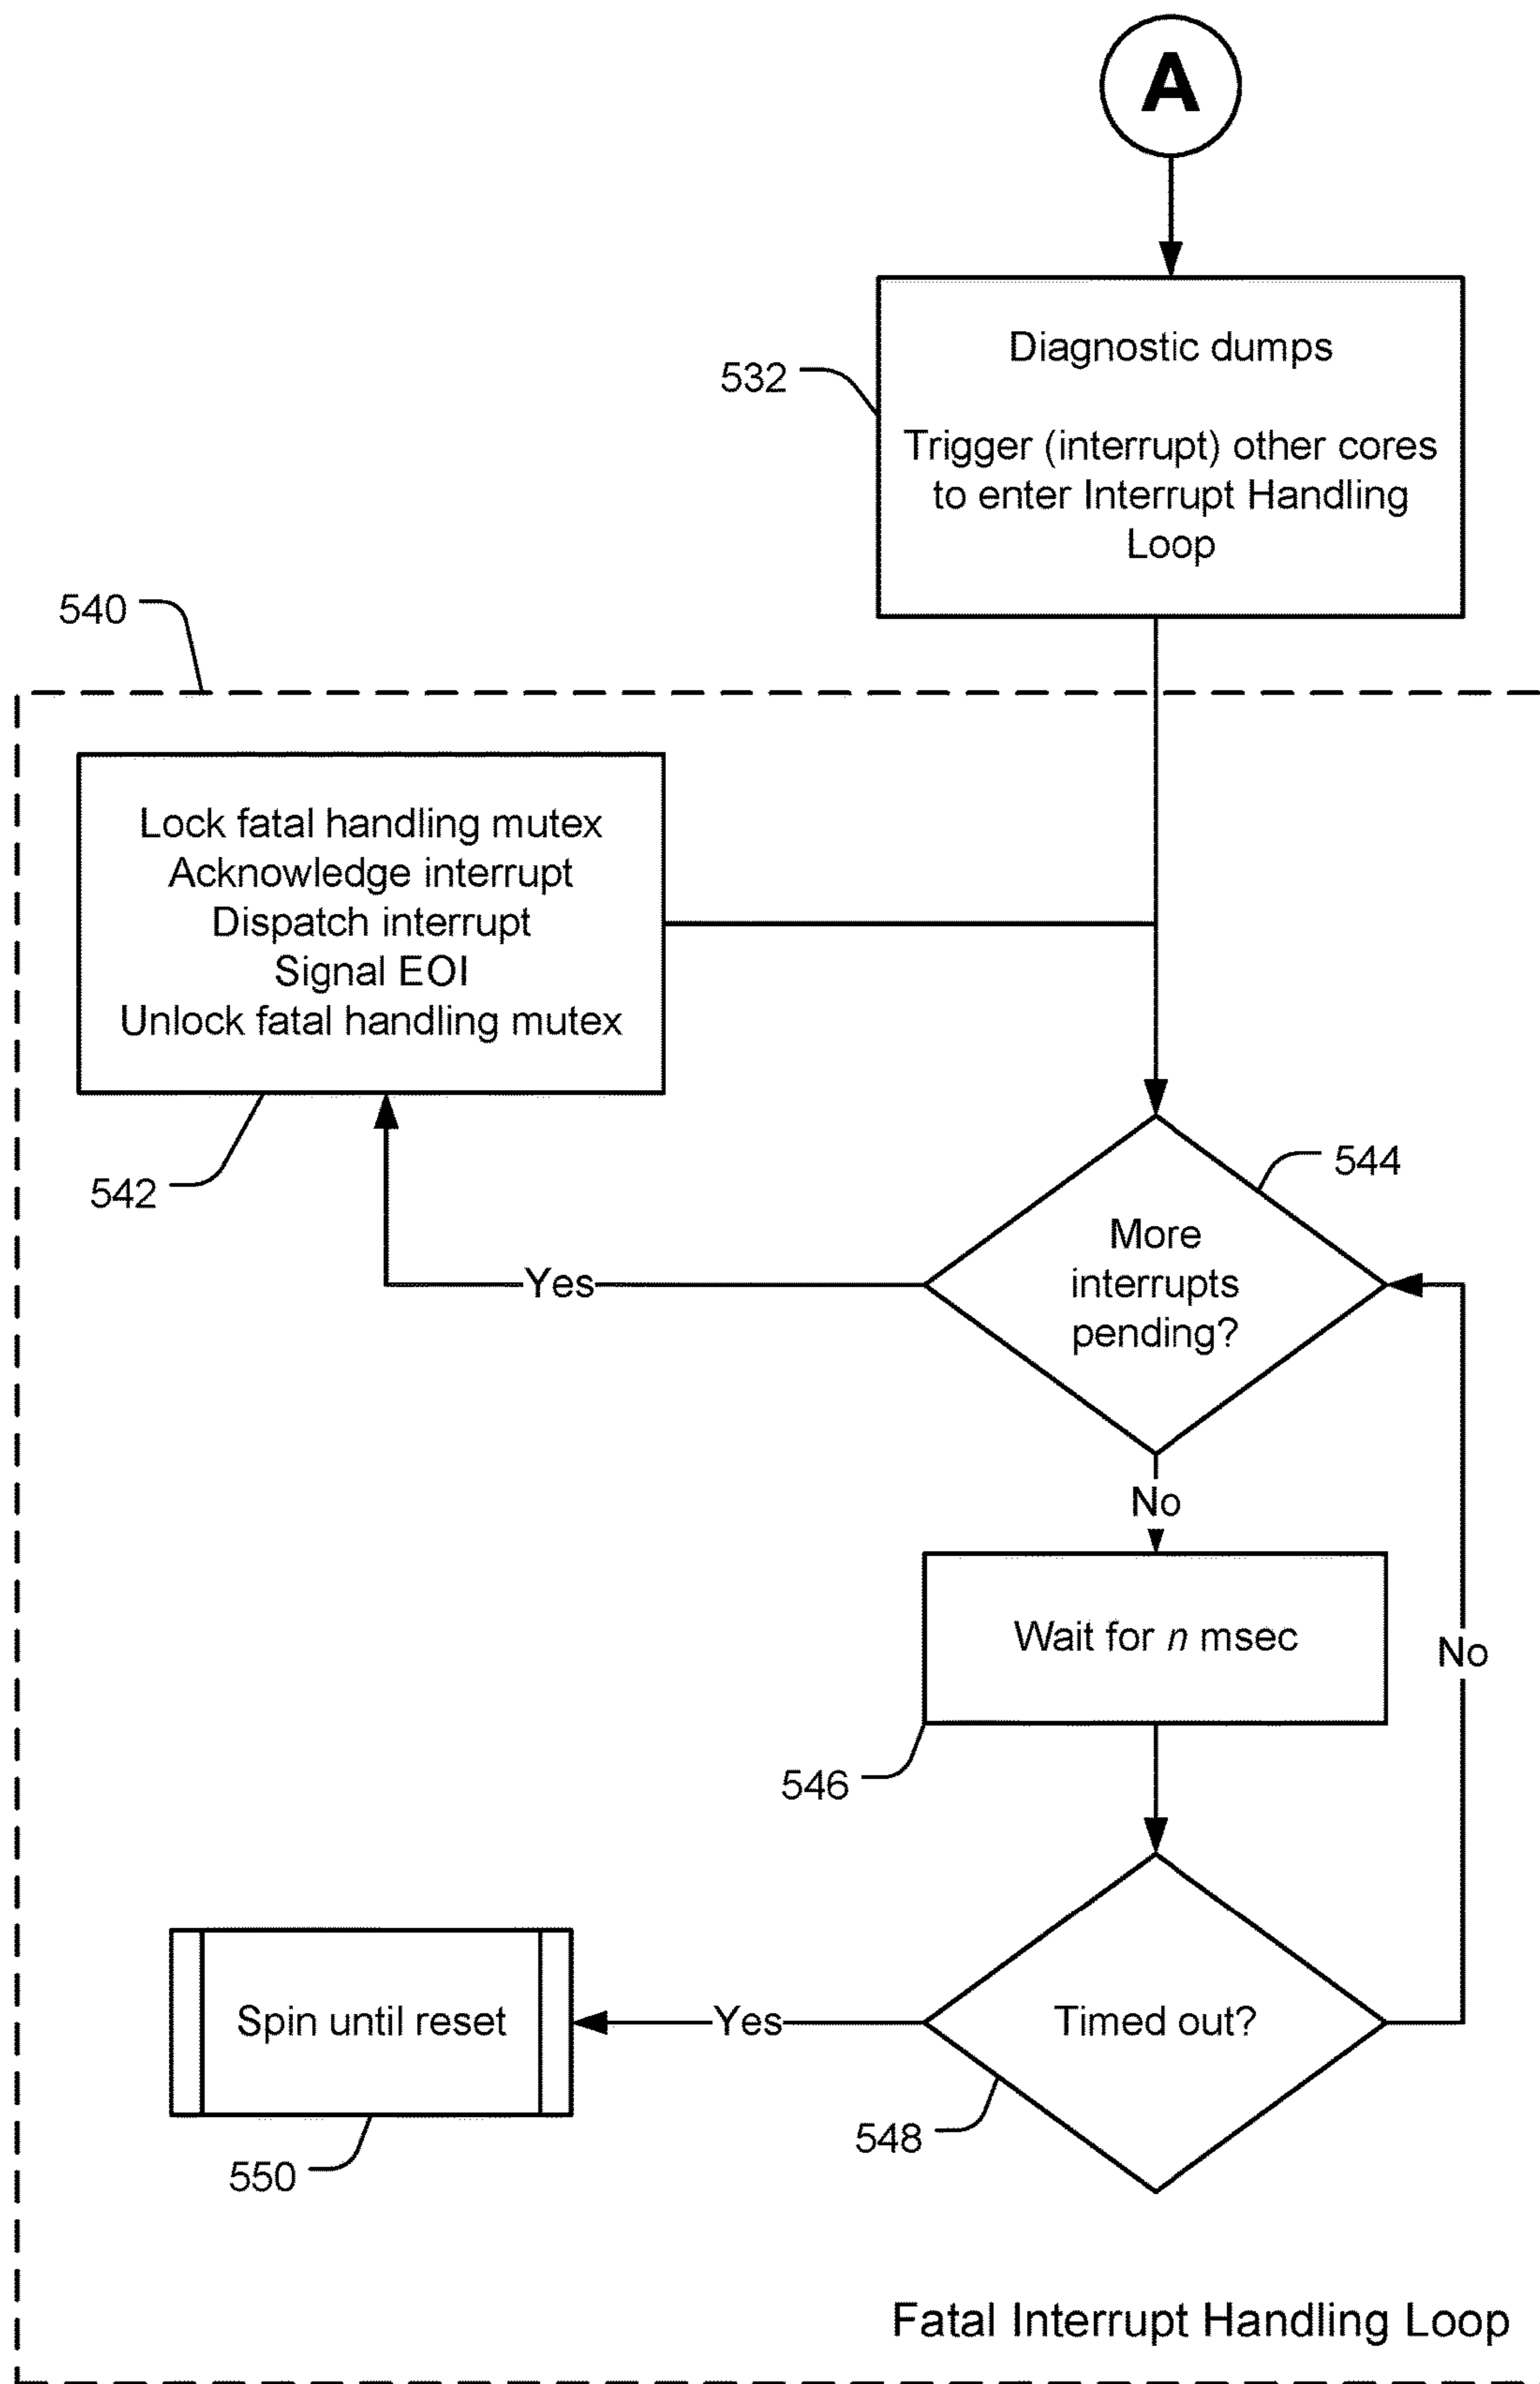 A
Diagnostic dumps
532
Trigger (interrupt) other cores
to enter Interrupt Handling
Loop
540
Lock fatal handling mutex
Acknowledge interrupt
Dispatch interrupt
Signal EOI
Unlock fatal handling mutex
542
544
More
interrupts
pending?
Yes
No
Wait for n msec
No
546
Spin until reset
Yes
Timed out?
548
550
Fatal Interrupt Handling Loop